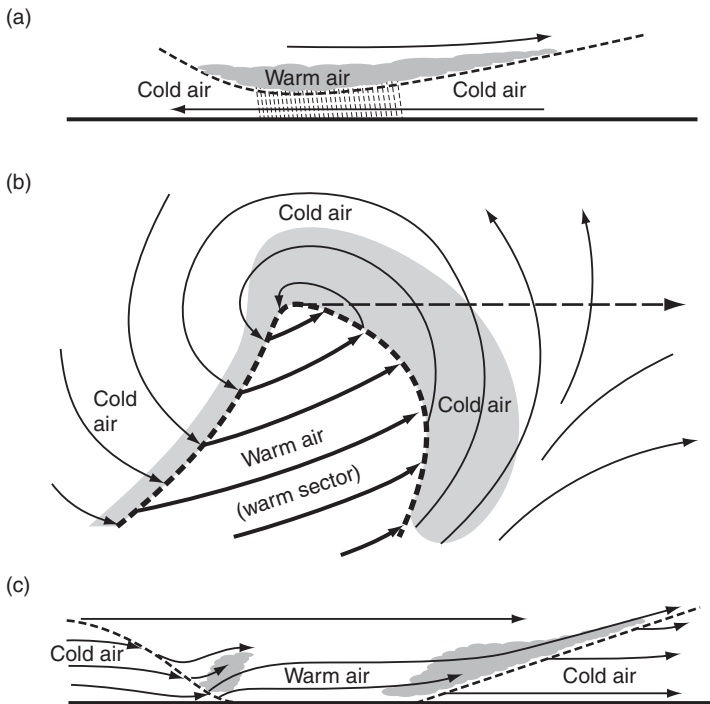 (a)
Warm air
Cold air
Cold air
(b)
Cold air
Cold
air
Cold air
Warm air
(warm sector)
(c)
Cold air
Warm air
Cold air